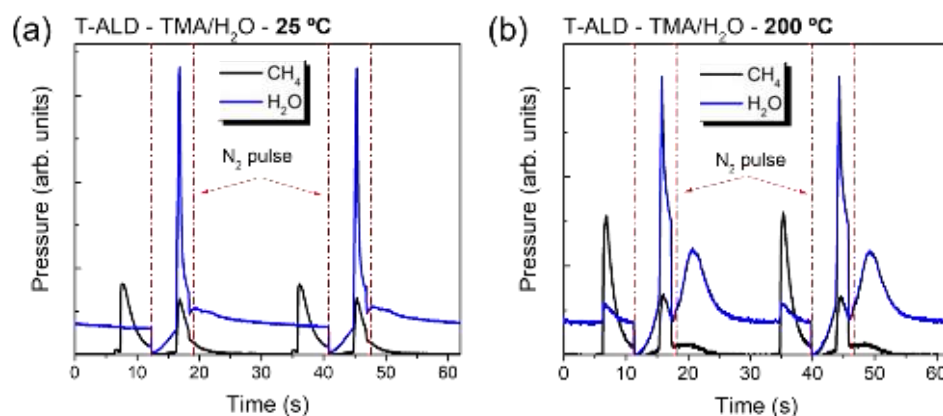 (a) T-ALD - TMA/H₂O - 25 ºC
CH₄
H₂O
N₂ pulse
Pressure (arb. units)
0 10 20 30 40 50 60
Time (s)
(b) T-ALD - TMA/H₂O - 200 ºC
CH₄
H₂O
N₂ pulse
Pressure (arb. units)
0 10 20 30 40 50 60
Time (s)